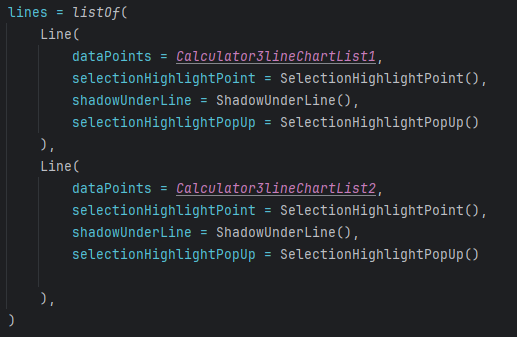 lines = listOf(
    Line(
        dataPoints = Calculator3lineChartList1,
        selectionHighlightPoint = SelectionHighlightPoint(),
        shadowUnderLine = ShadowUnderLine(),
        selectionHighlightPopUp = SelectionHighlightPopUp()
    ),
    Line(
        dataPoints = Calculator3lineChartList2,
        selectionHighlightPoint = SelectionHighlightPoint(),
        shadowUnderLine = ShadowUnderLine(),
        selectionHighlightPopUp = SelectionHighlightPopUp()

    ),
)